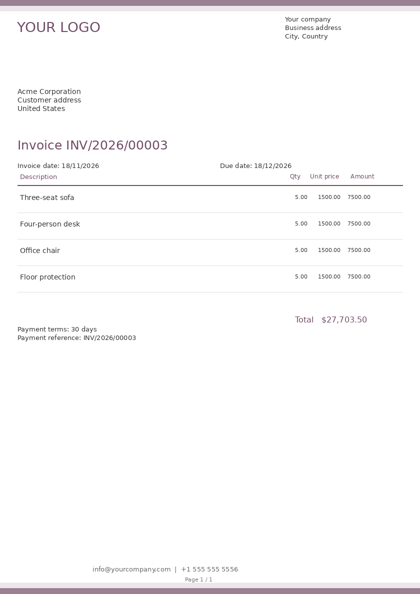 YOUR LOGO
Your company
Business address
City, Country
Acme Corporation
Customer address
United States
Invoice INV/2026/00003
Invoice date: 18/11/2026 Due date: 18/12/2026
Description Qty Unit price Amount
Three-seat sofa 5.00 1500.00 7500.00
Four-person desk 5.00 1500.00 7500.00
Office chair 5.00 1500.00 7500.00
Floor protection 5.00 1500.00 7500.00
Total $27,703.50
Payment terms: 30 days
Payment reference: INV/2026/00003
info@yourcompany.com | +1 555 555 5556
Page 1 / 1